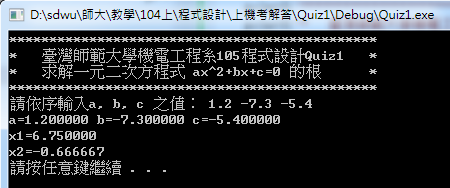 D:\sdwu\師大\教學\104上\程式設計\上機考解答\Quiz1\Debug\Quiz1.exe
************************************************
*   臺灣師範大學機電工程系105程式設計Quiz1   *
*   求解一元二次方程式 ax^2+bx+c=0 的根   *
************************************************
請依序輸入a, b, c 之值： 1.2 -7.3 -5.4
a=1.200000 b=-7.300000 c=-5.400000
x1=6.750000
x2=-0.666667
請按任意鍵繼續 . . .